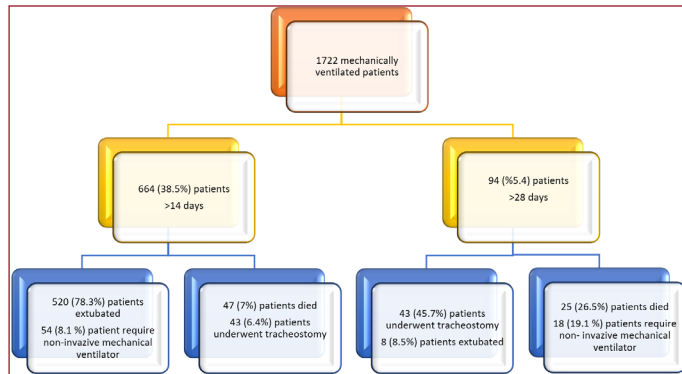 1722 mechanically
ventilated patients
664 (38.5%) patients
>14 days
94 (%5.4) patients
>28 days
520 (78.3%) patients
extubated
54 (8.1 %) patient require
non-invazive mechanical
ventilator
47 (7%) patients died
43 (6.4%) patients
underwent tracheostomy
43 (45.7%) patients
underwent tracheostomy
8 (8.5%) patients extubated
25 (26.5%) patients died
18 (19.1 %) patients require
non- invazive mechanical
ventilator